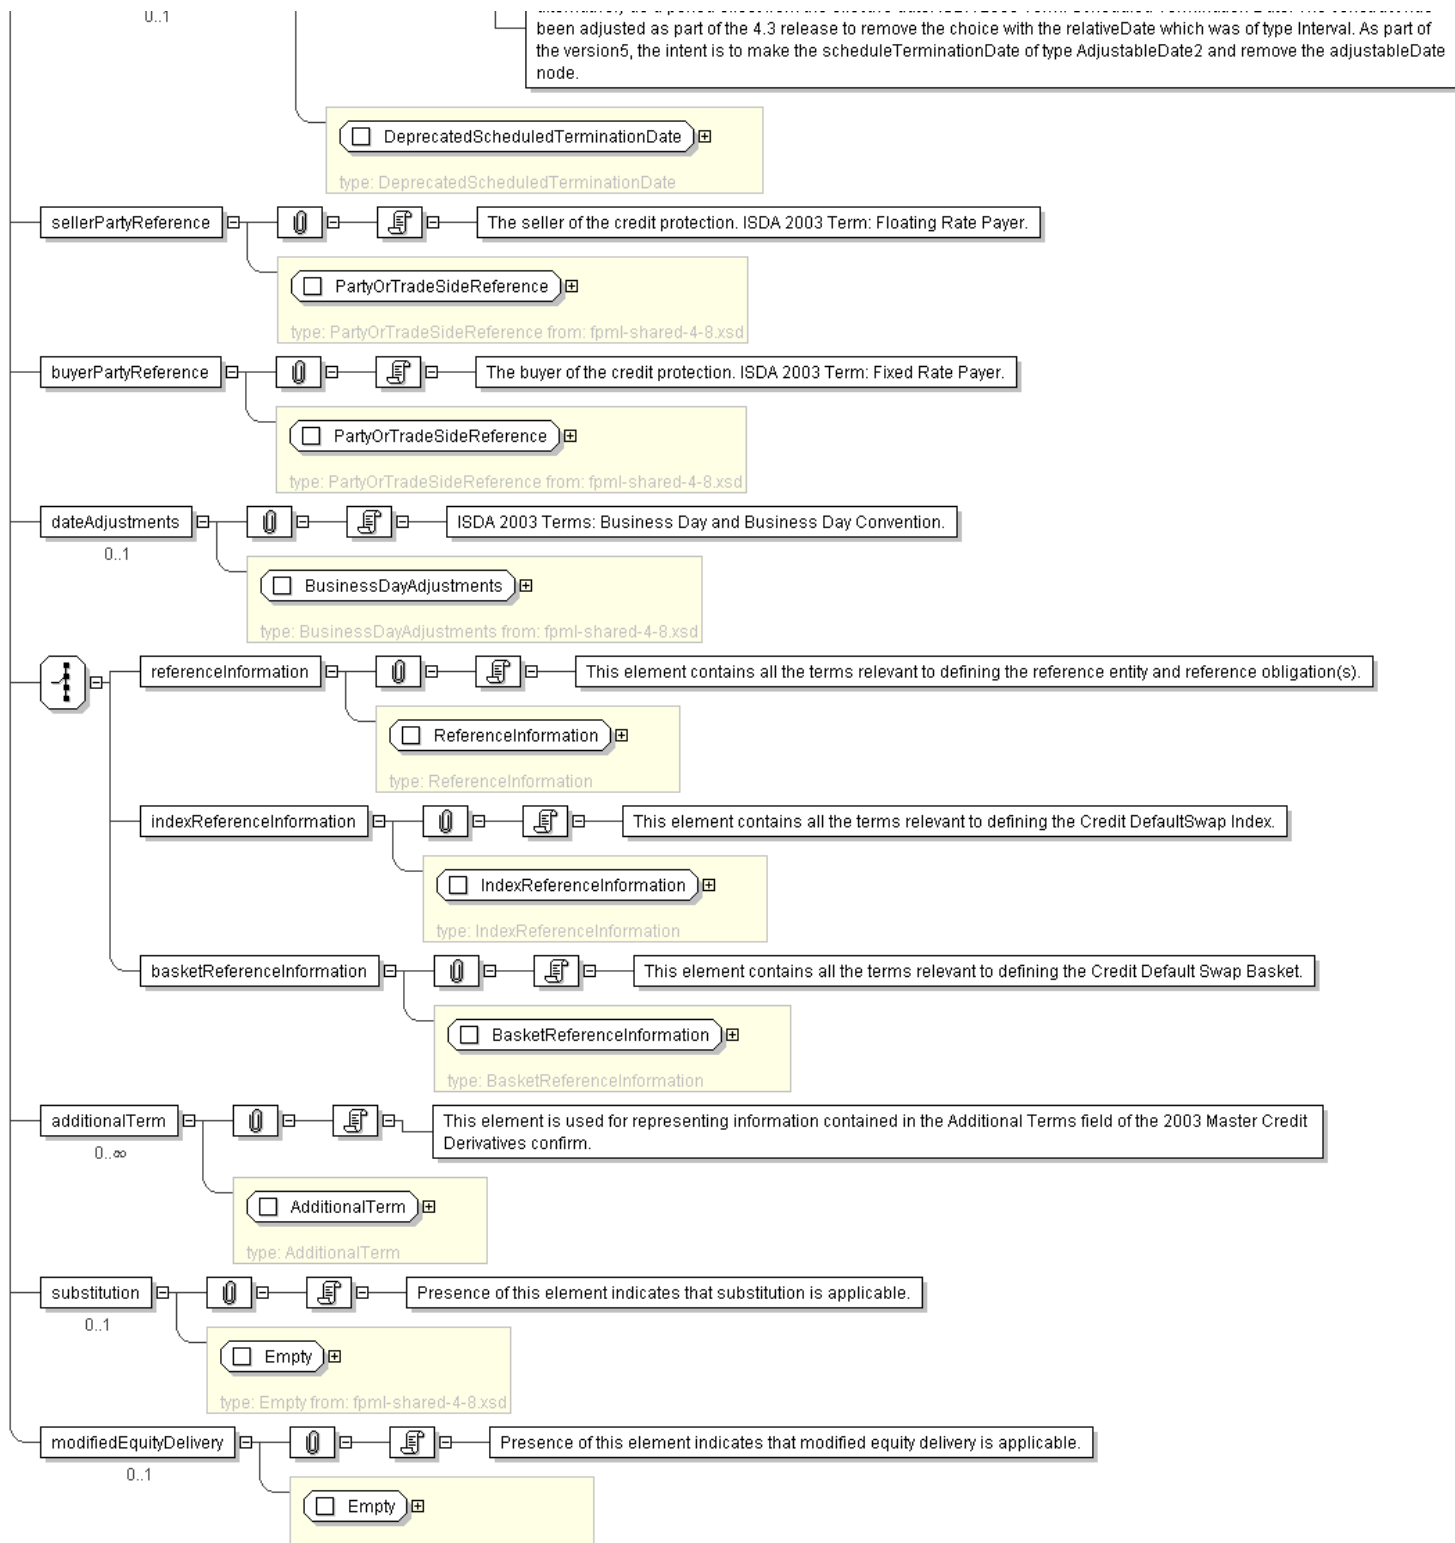 0..1
been adjusted as part of the 4.3 release to remove the choice with the relativeDate which was of type Interval. As part of
the version5, the intent is to make the scheduleTerminationDate of type AdjustableDate2 and remove the adjustableDate
node.
DeprecatedScheduledTerminationDate
type: DeprecatedScheduledTerminationDate
sellerPartyReference
The seller of the credit protection. ISDA 2003 Term: Floating Rate Payer.
PartyOrTradeSideReference
type: PartyOrTradeSideReference from: fpml-shared-4-8.xsd
buyerPartyReference
The buyer of the credit protection. ISDA 2003 Term: Fixed Rate Payer.
PartyOrTradeSideReference
type: PartyOrTradeSideReference from: fpml-shared-4-8.xsd
dateAdjustments
ISDA 2003 Terms: Business Day and Business Day Convention.
0..1
BusinessDayAdjustments
type: BusinessDayAdjustments from: fpml-shared-4-8.xsd
referenceInformation
This element contains all the terms relevant to defining the reference entity and reference obligation(s).
ReferenceInformation
type: ReferenceInformation
indexReferenceInformation
This element contains all the terms relevant to defining the Credit DefaultSwap Index.
IndexReferenceInformation
type: IndexReferenceInformation
basketReferenceInformation
This element contains all the terms relevant to defining the Credit Default Swap Basket.
BasketReferenceInformation
type: BasketReferenceInformation
additionalTerm
This element is used for representing information contained in the Additional Terms field of the 2003 Master Credit
Derivatives confirm.
0..∞
AdditionalTerm
type: AdditionalTerm
substitution
Presence of this element indicates that substitution is applicable.
0..1
Empty
type: Empty from: fpml-shared-4-8.xsd
modifiedEquityDelivery
Presence of this element indicates that modified equity delivery is applicable.
0..1
Empty